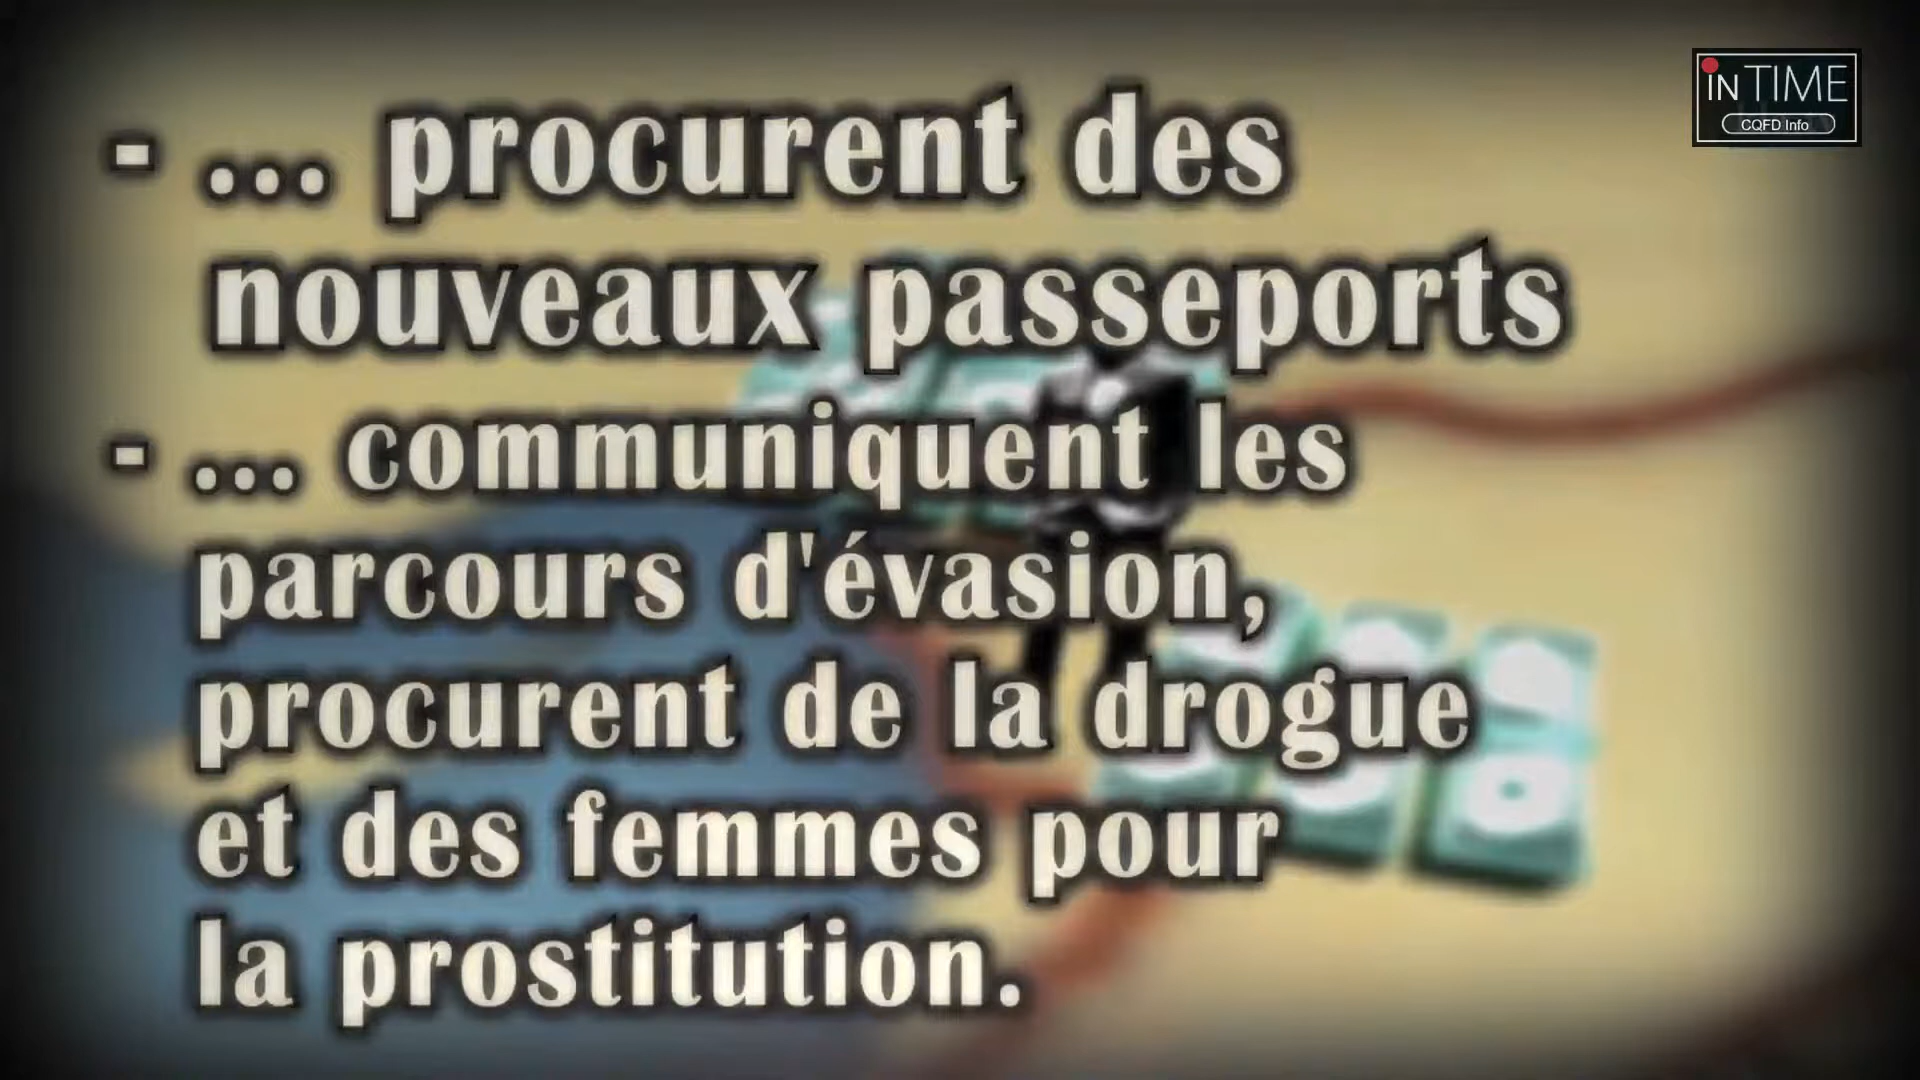 iN TIME
CQFD Info
- ... procurent des
nouveaux passeports
- ... communiquent les
parcours d'évasion,
procurent de la drogue
et des femmes pour
la prostitution.